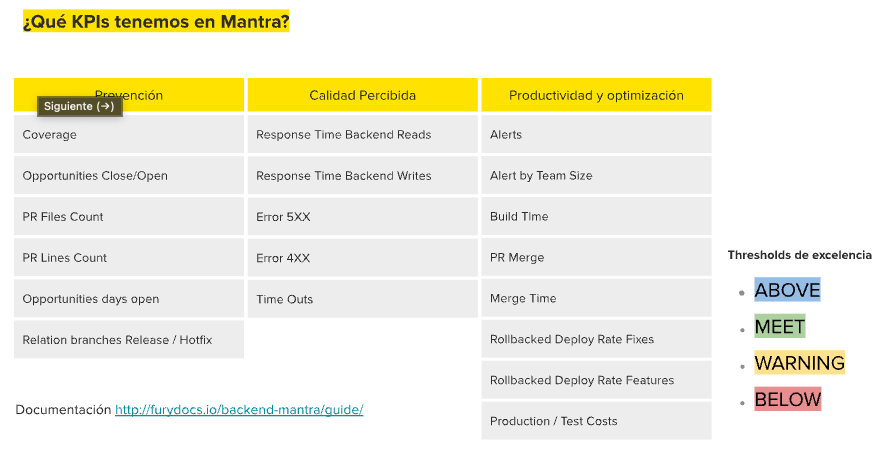 ¿Qué KPIs tenemos en Mantra?
Prevención
Siguiente (→)
Coverage
Opportunities Close/Open
PR Files Count
PR Lines Count
Opportunities days open
Relation branches Release / Hotfix
Calidad Percibida
Response Time Backend Reads
Response Time Backend Writes
Error 5XX
Error 4XX
Time Outs
Productividad y optimización
Alerts
Alert by Team Size
Build TIme
PR Merge
Merge Time
Rollbacked Deploy Rate Fixes
Rollbacked Deploy Rate Features
Production / Test Costs
Thresholds de excelencia
ABOVE
MEET
WARNING
BELOW
Documentación http://furydocs.io/backend-mantra/guide/